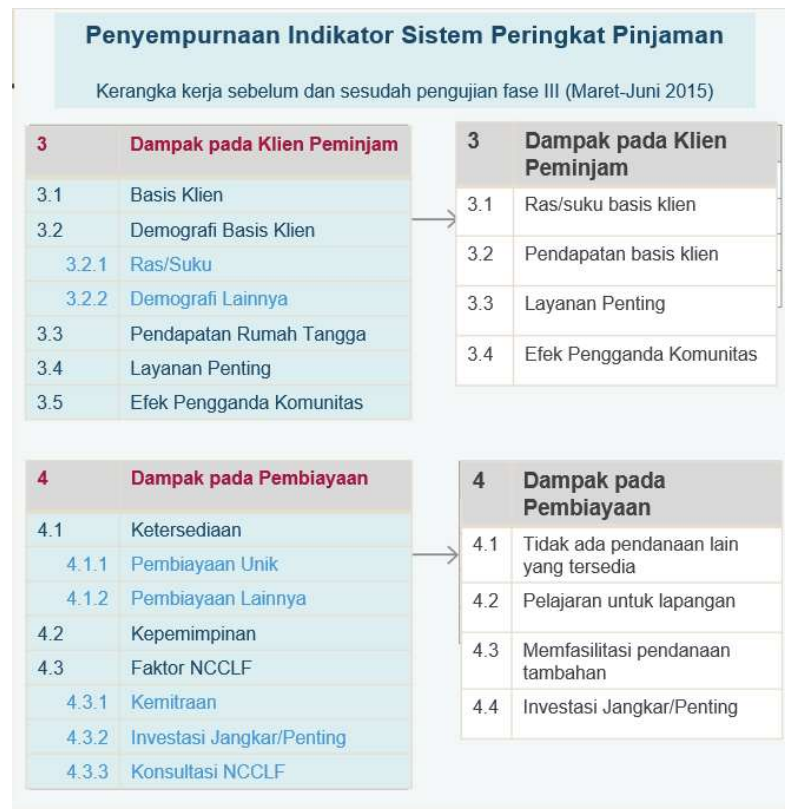 Penyempurnaan Indikator Sistem Peringkat Pinjaman
Kerangka kerja sebelum dan sesudah pengujian fase III (Maret-Juni 2015)
3 Dampak pada Klien Peminjam
3.1 Basis Klien
3.2 Demografi Basis Klien
3.2.1 Ras/Suku
3.2.2 Demografi Lainnya
3.3 Pendapatan Rumah Tangga
3.4 Layanan Penting
3.5 Efek Pengganda Komunitas
3 Dampak pada Klien
Peminjam
3.1 Ras/suku basis klien
3.2 Pendapatan basis klien
3.3 Layanan Penting
3.4 Efek Pengganda Komunitas
4 Dampak pada Pembiayaan
4.1 Ketersediaan
4.1.1 Pembiayaan Unik
4.1.2 Pembiayaan Lainnya
4.2 Kepemimpinan
4.3 Faktor NCCLF
4.3.1 Kemitraan
4.3.2 Investasi Jangkar/Penting
4.3.3 Konsultasi NCCLF
4 Dampak pada
Pembiayaan
4.1 Tidak ada pendanaan lain
yang tersedia
4.2 Pelajaran untuk lapangan
4.3 Memfasilitasi pendanaan
tambahan
4.4 Investasi Jangkar/Penting